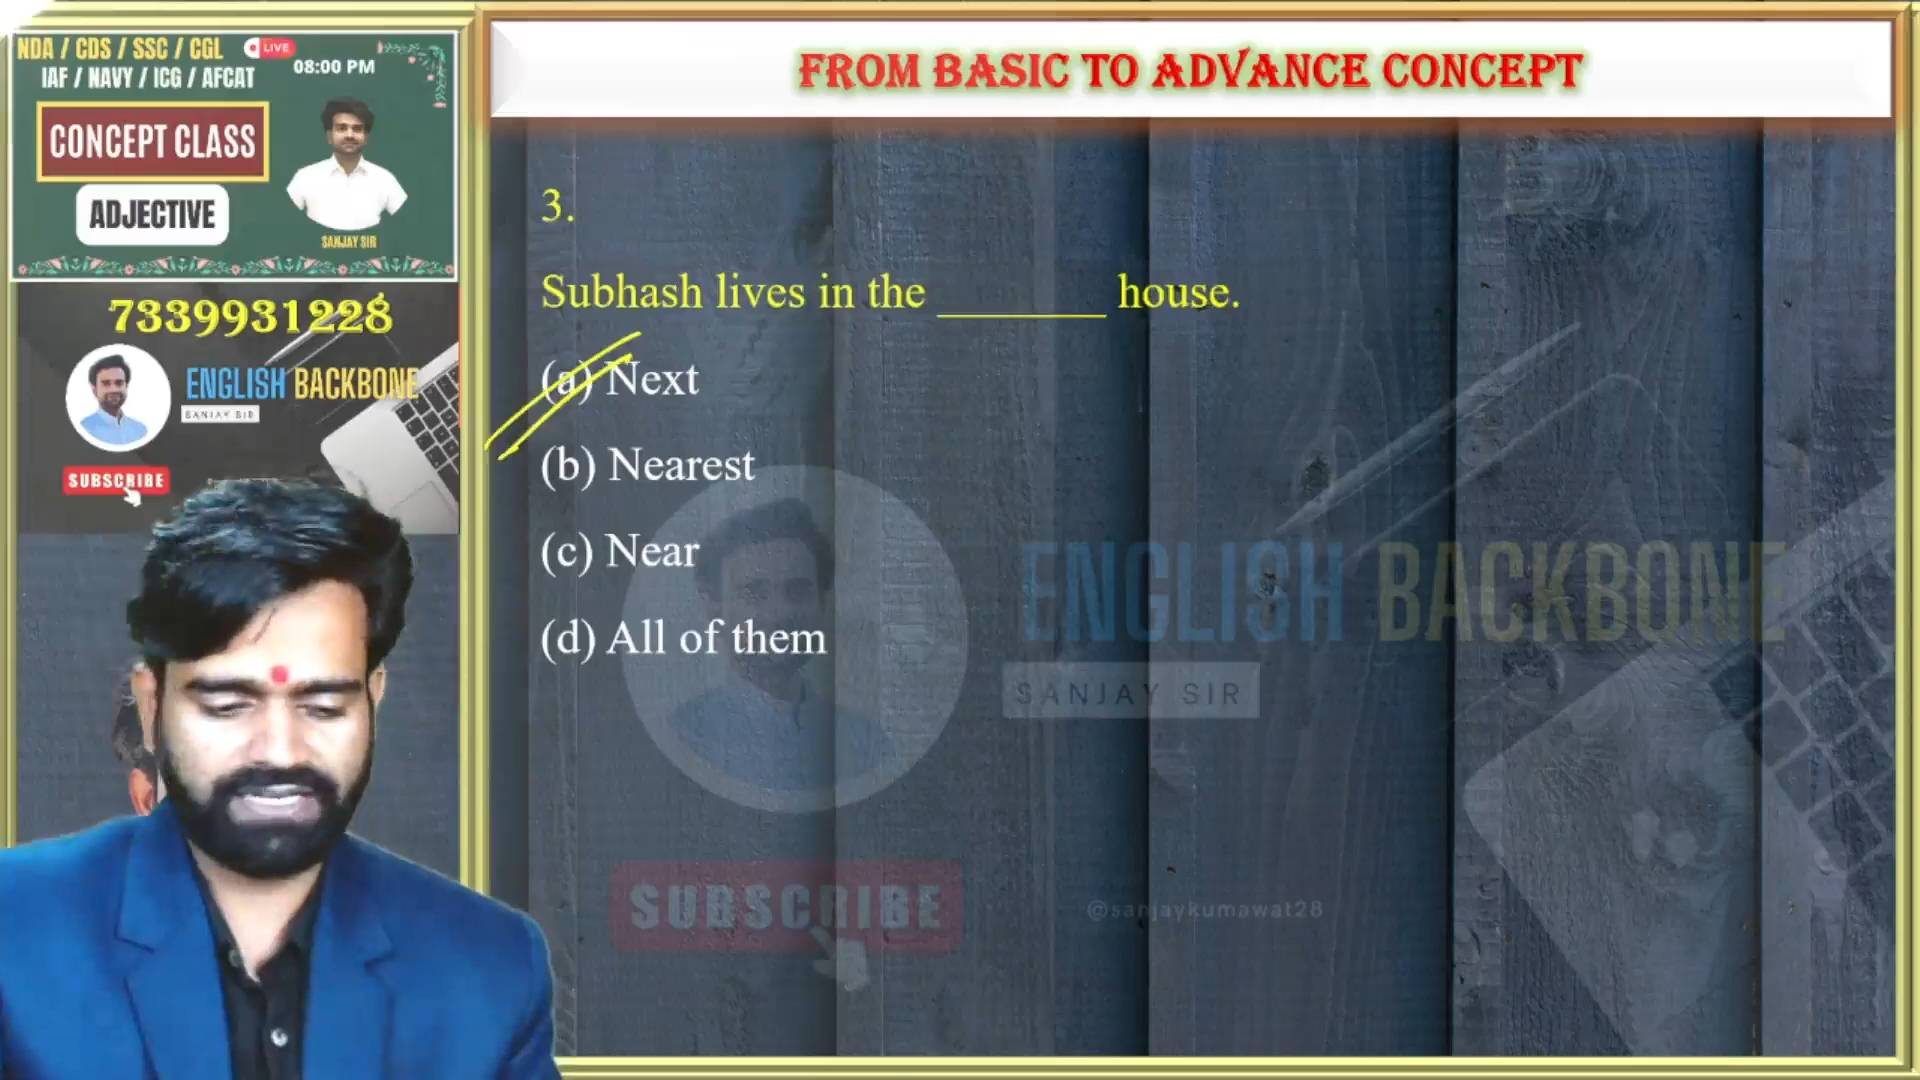 NDA / CDS / SSC / CGL
LIVE
IAF / NAVY / ICG / AFCAT
08:00 PM
CONCEPT CLASS
ADJECTIVE
SANJAY SIR
7339931228
ENGLISH BACKBONE
SANJAY SIR
SUBSCRIBE
FROM BASIC TO ADVANCE CONCEPT
3.
Subhash lives in the _______ house.
(a) Next
(b) Nearest
(c) Near
(d) All of them
ENGLISH BACKBONE
SANJAY SIR
SUBSCRIBE
@sanjaykumawat28